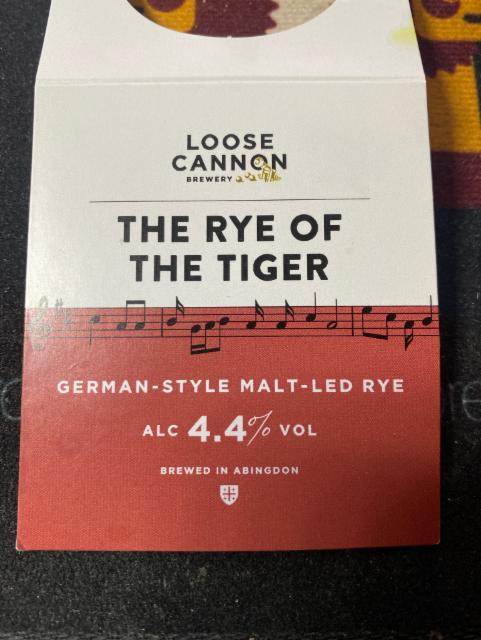 LOOSE
CANNON
BREWERY
THE RYE OF
THE TIGER
GERMAN-STYLE MALT-LED RYE
ALC 4.4% VOL
BREWED IN ABINGDON